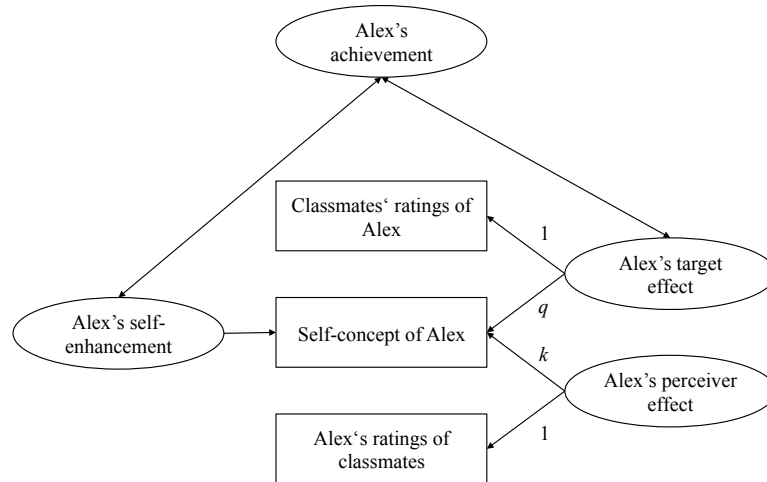 Alex’s
achievement
Classmates‘ ratings of
Alex
1
Alex’s target
effect
q
Alex’s self-
enhancement
Self-concept of Alex
k
Alex’s perceiver
effect
1
Alex‘s ratings of
classmates